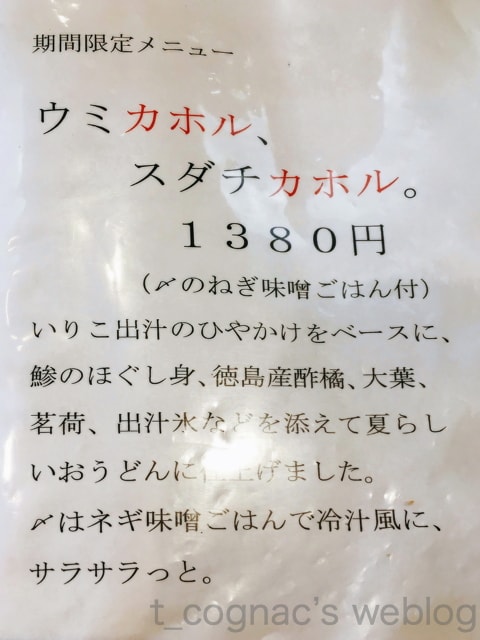 期間限定メニュー
ウミカホル、
スダチカホル。
１３８０円
（〆のねぎ味噌ごはん付）
いりこ出汁のひやかけをベースに、
鯵のほぐし身、徳島産酢橘、大葉、
茗荷、出汁氷などを添えて夏らし
いおうどんに仕上げました。
〆はネギ味噌ごはんで冷汁風に、
サラサラっと。
t_cognac's weblog